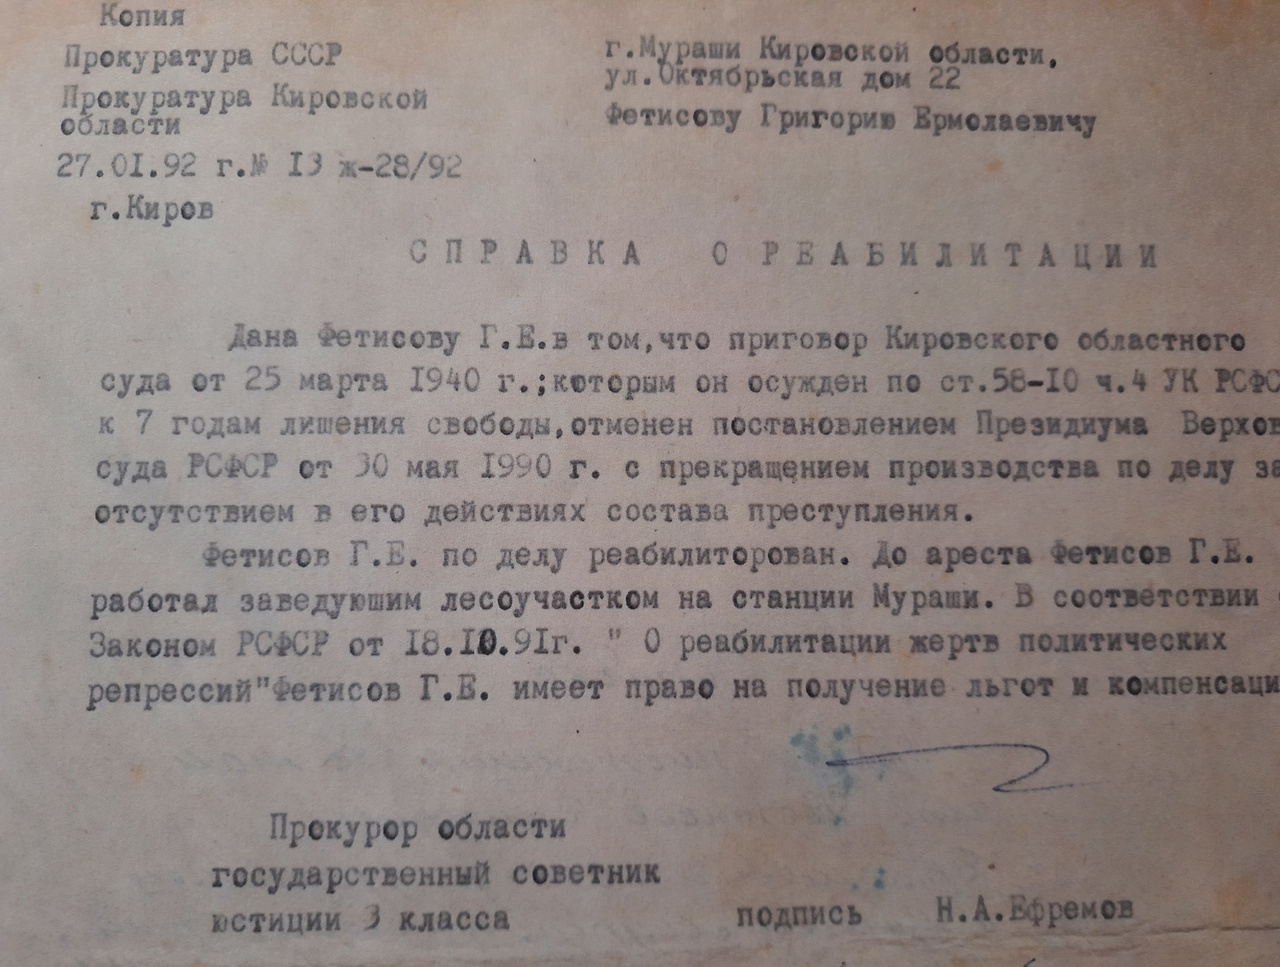 Копия
Прокуратура СССР
Прокуратура Кировской
области
27.01.92 г.№ 13 ж-28/92
г.Киров
г.Мураши Кировской области,
ул.Октябрьская дом 22
Фетисову Григорию Ермолаевичу
СПРАВКА О РЕАБИЛИТАЦИИ
Дана Фетисову Г.Е.в том,что приговор Кировского областного
суда от 25 марта 1940 г.;которым он осужден по ст.58-10 ч.4 УК РСФС
к 7 годам лишения свободы,отменен постановлением Президиума Верхов
суда РСФСР от 30 мая 1990 г. с прекращением производства по делу за
отсутствием в его действиях состава преступления.
Фетисов Г.Е. по делу реабилиторован. До ареста Фетисов Г.Е.
работал заведуюшим лесоучастком на станции Мураши. В соответствии
Законом РСФСР от 18.10.91г. " О реабилитации жертв политических
репрессий"Фетисов Г.Е. имеет право на получение льгот и компенсаци
Прокурор области
государственный советник
юстиции 3 класса
подпись Н.А.Ефремов